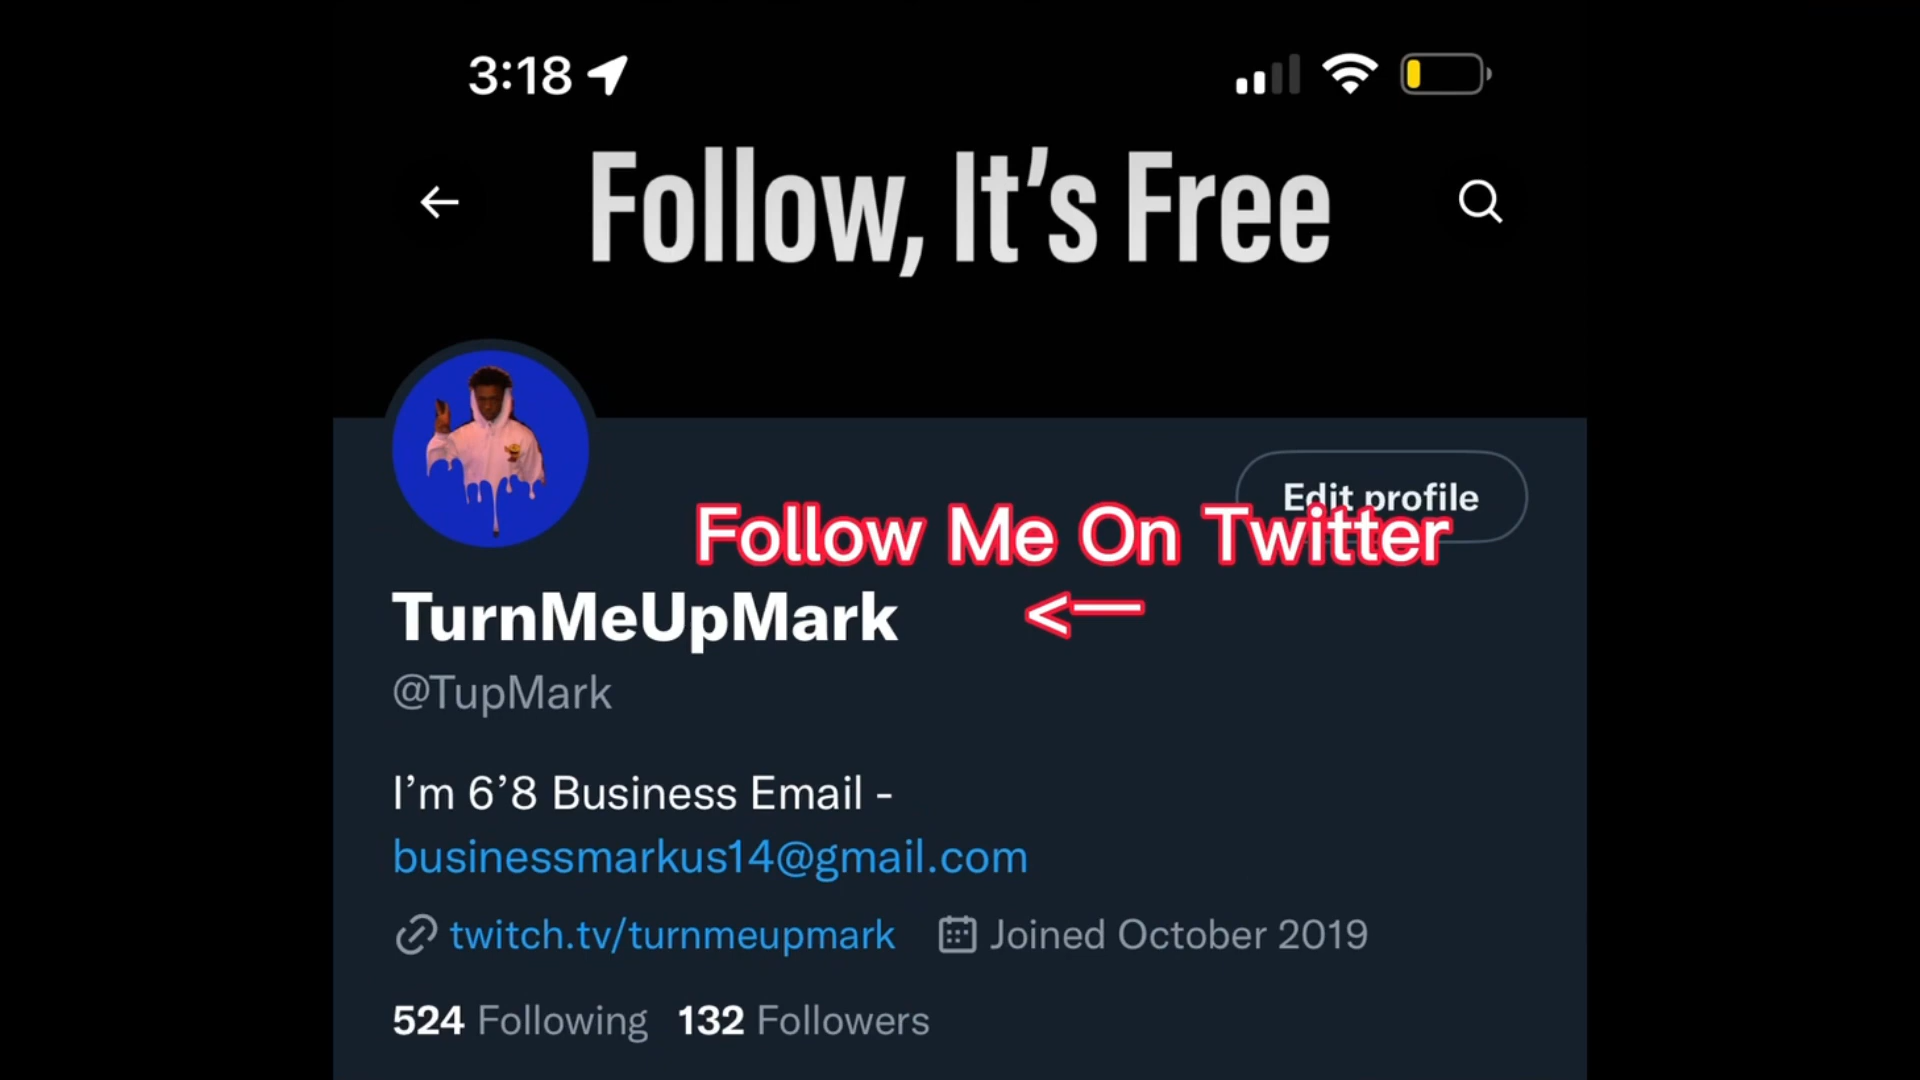 3:18
Follow, It’s Free
Edit profile
Follow Me On Twitter
TurnMeUpMark
<—
@TupMark
I’m 6’8 Business Email -
businessmarkus14@gmail.com
twitch.tv/turnmeupmark Joined October 2019
524 Following 132 Followers